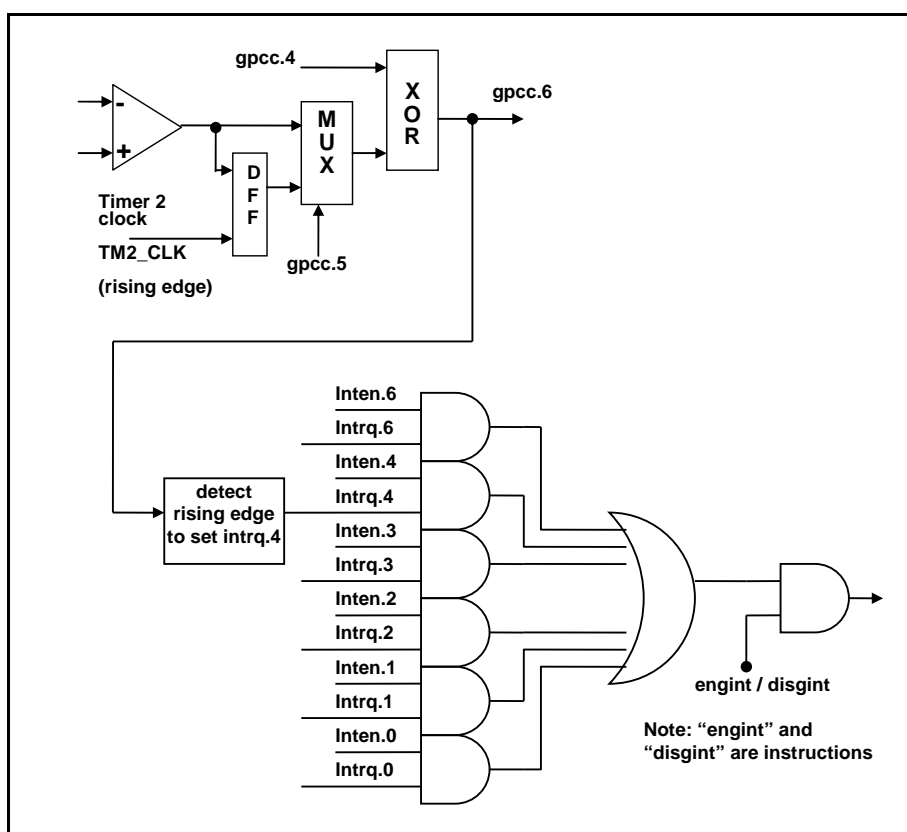 gpcc.4
gpcc.6
X
O
R
M
U
X
-
+
D
F
F
Timer 2
clock
TM2_CLK
(rising edge)
gpcc.5
Inten.6
Intrq.6
Inten.4
Intrq.4
detect
rising edge
to set intrq.4
Inten.3
Intrq.3
Inten.2
Intrq.2
Inten.1
Intrq.1
Inten.0
Intrq.0
engint / disgint
Note: “engint” and
“disgint” are instructions